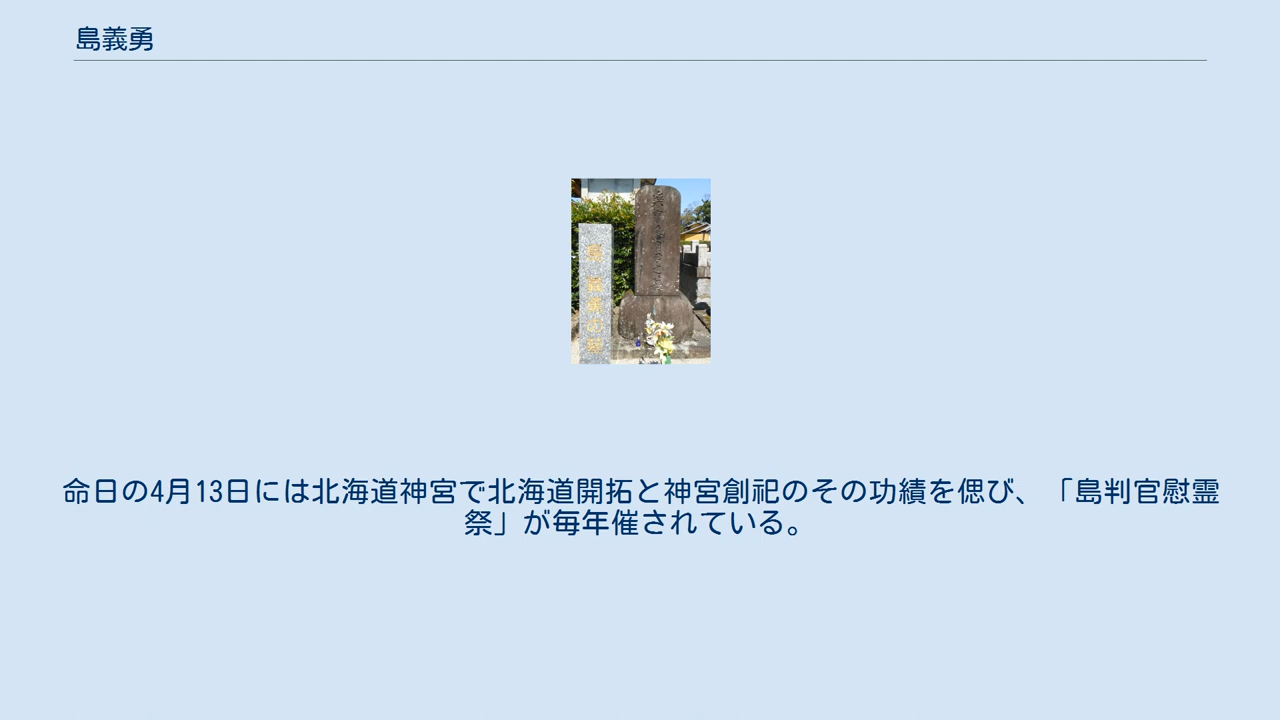 島義勇
命日の4月13日には北海道神宮で北海道開拓と神宮創祀のその功績を偲び、「島判官慰霊
祭」が毎年催されている。